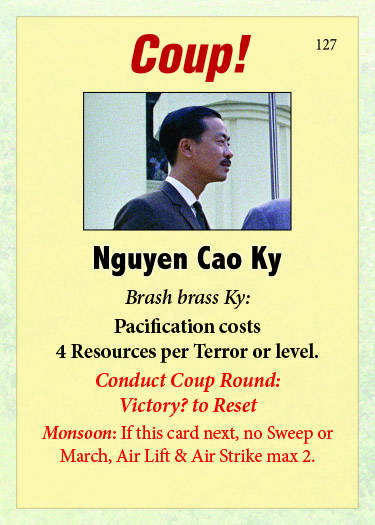 127
Coup!
Nguyen Cao Ky
Brash brass Ky:
Pacification costs
4 Resources per Terror or level.
Conduct Coup Round:
Victory? to Reset
Monsoon: If this card next, no Sweep or
March, Air Lift & Air Strike max 2.